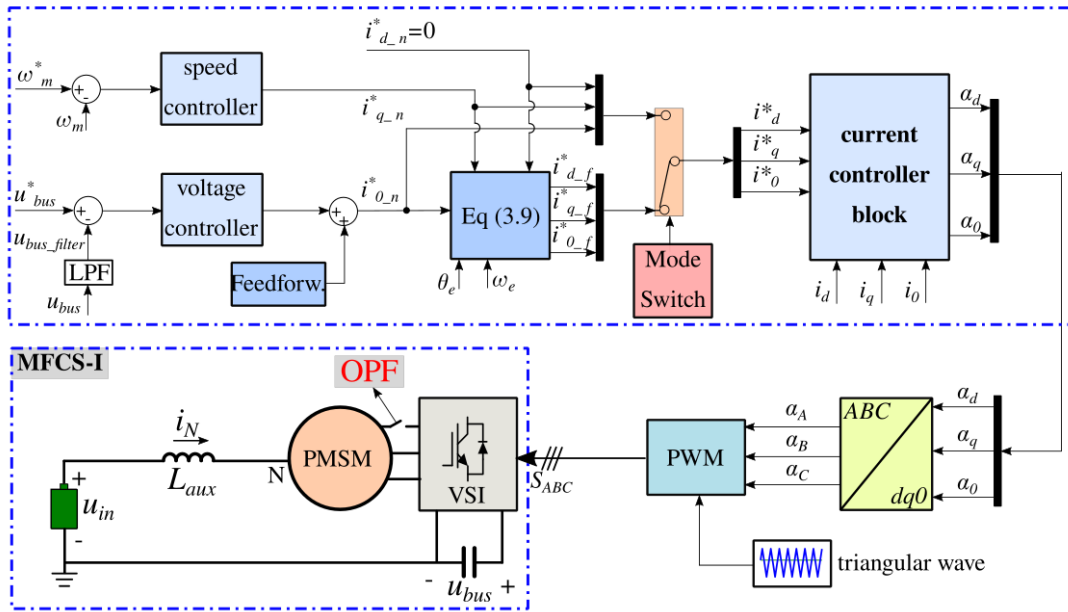 i*d_n=0
ω*m
+
-
ωm
speed
controller
i*q_n
u*bus
+
-
ubus_filter
LPF
ubus
voltage
controller
i*0_n
+
+
Feedforw.
Eq (3.9)
θe
ωe
i*d_f
i*q_f
i*0_f
Mode
Switch
i*d
i*q
i*0
current
controller
block
id
iq
i0
αd
αq
α0
MFCS-I
OPF
iN
Laux
N
PMSM
VSI
uin
+
-
-
ubus
+
SABC
PWM
αA
αB
αC
ABC
dq0
αd
αq
α0
triangular wave